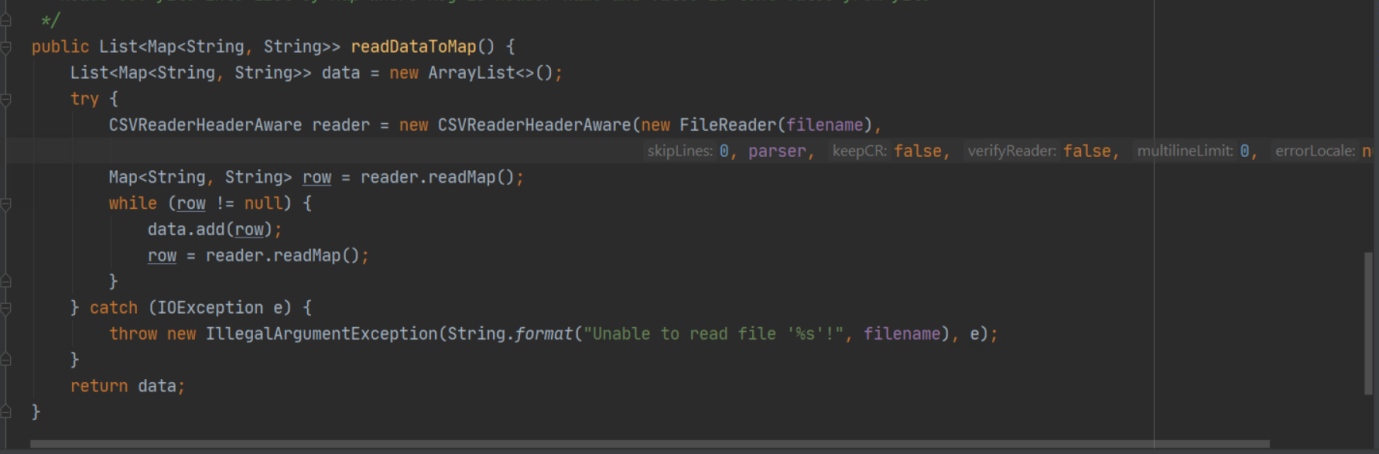 */
public List<Map<String, String>> readDataToMap() {
List<Map<String, String>> data = new ArrayList<>();
try {
CSVReaderHeaderAware reader = new CSVReaderHeaderAware(new FileReader(filename),
skipLines: 0, parser, keepCR: false, verifyReader: false, multilineLimit: 0, errorLocale: n
Map<String, String> row = reader.readMap();
while (row != null) {
data.add(row);
row = reader.readMap();
}
} catch (IOException e) {
throw new IllegalArgumentException(String.format("Unable to read file '%s'!", filename), e);
}
return data;
}